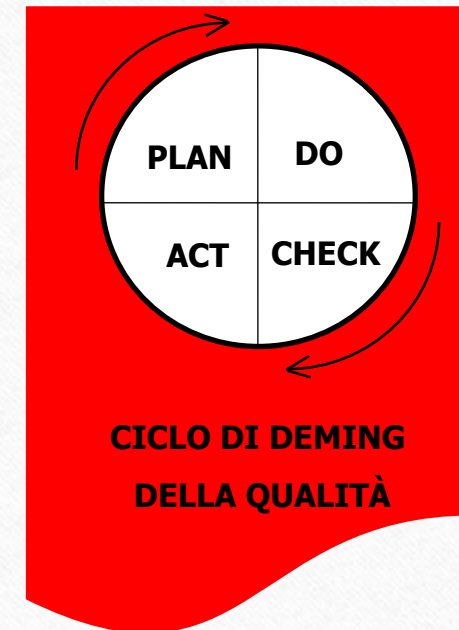 PLAN DO
ACT CHECK
CICLO DI DEMING
DELLA QUALITÀ